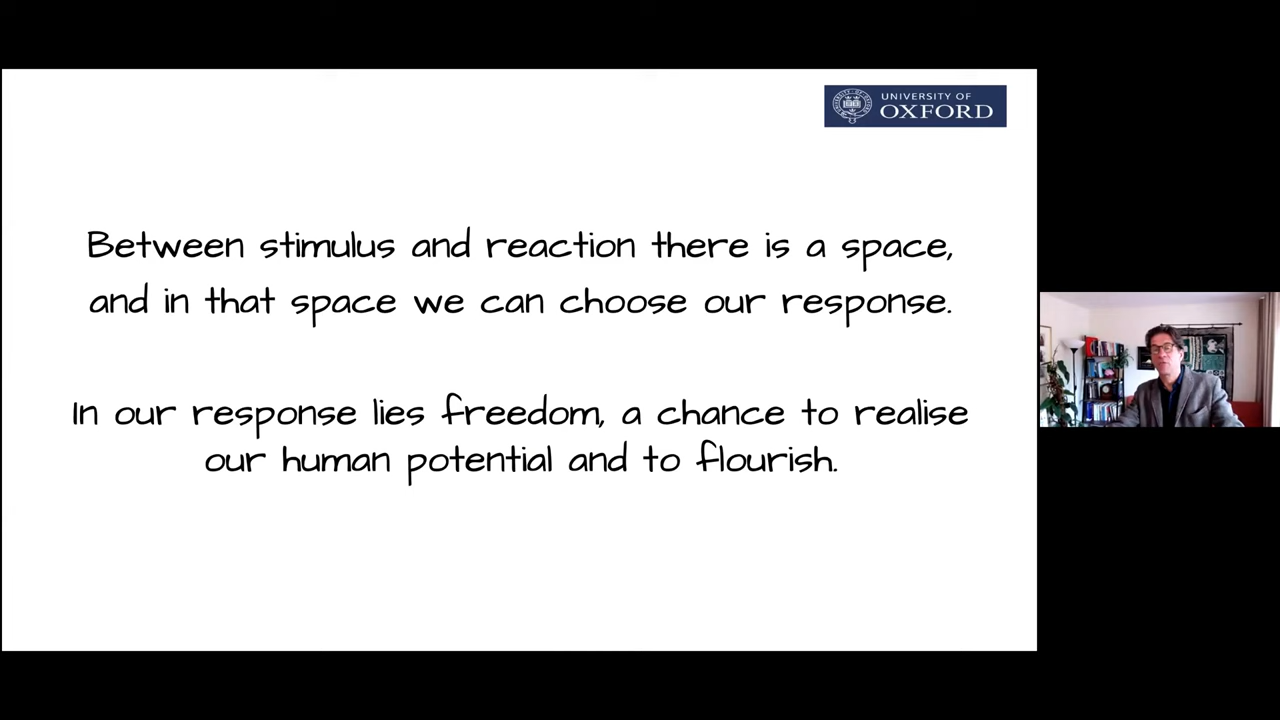 UNIVERSITY OF
OXFORD
Between stimulus and reaction there is a space,
and in that space we can choose our response.
In our response lies freedom, a chance to realise
our human potential and to flourish.